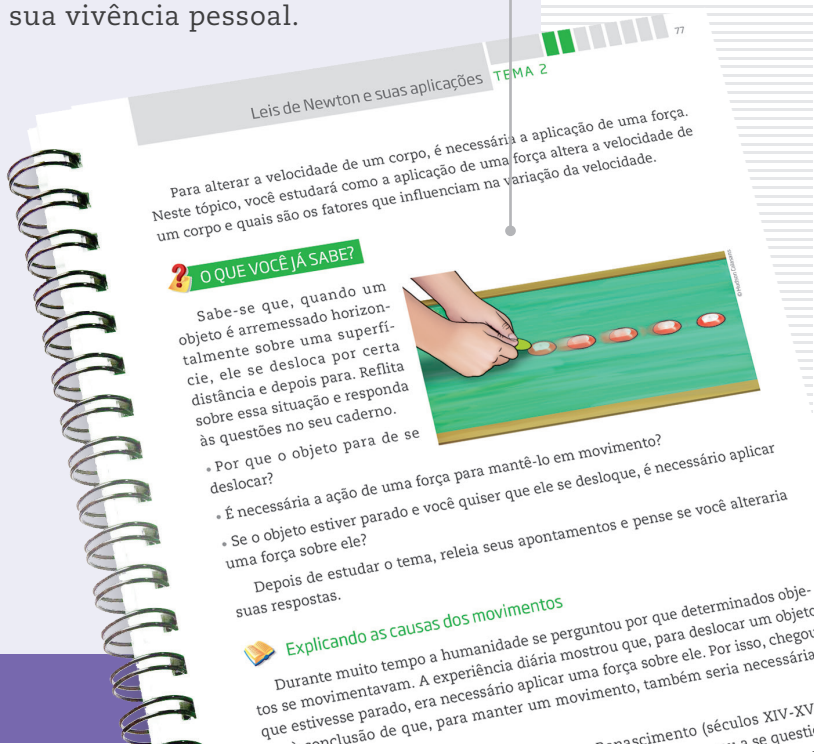 sua vivência pessoal.
77
Leis de Newton e suas aplicações TEMA 2
Para alterar a velocidade de um corpo, é necessária a aplicação de uma força.
Neste tópico, você estudará como a aplicação de uma força altera a velocidade de
um corpo e quais são os fatores que influenciam na variação da velocidade.
O QUE VOCÊ JÁ SABE?
Sabe-se que, quando um
objeto é arremessado horizon-
talmente sobre uma superfí-
cie, ele se desloca por certa
distância e depois para. Reflita
sobre essa situação e responda
às questões no seu caderno.
• Por que o objeto para de se
deslocar?
• É necessária a ação de uma força para mantê-lo em movimento?
• Se o objeto estiver parado e você quiser que ele se desloque, é necessário aplicar
uma força sobre ele?
Depois de estudar o tema, releia seus apontamentos e pense se você alteraria
suas respostas.
Explicando as causas dos movimentos
Durante muito tempo a humanidade se perguntou por que determinados obje-
tos se movimentavam. A experiência diária mostrou que, para deslocar um objeto
que estivesse parado, era necessário aplicar uma força sobre ele. Por isso, chegou
conclusão de que, para manter um movimento, também seria necessária
Renascimento (séculos XIV-XV
a se questio